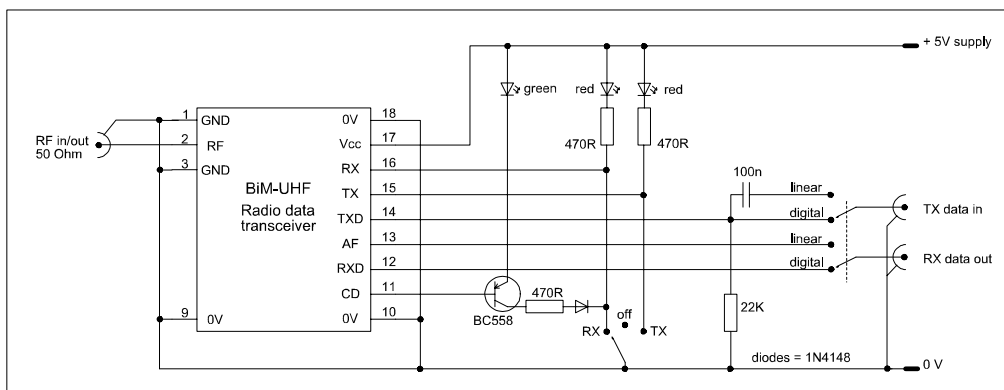 + 5V supply
green
red
red
470R
470R
RF in/out
50 Ohm
1
GND
2
RF
3
GND
9
0V
BiM-UHF
Radio data
transceiver
0V
18
Vcc
17
RX
16
TX
15
TXD
14
AF
13
RXD
12
CD
11
0V
10
100n
linear
digital
linear
digital
TX data in
RX data out
BC558
470R
off
RX
TX
22K
diodes = 1N4148
0 V